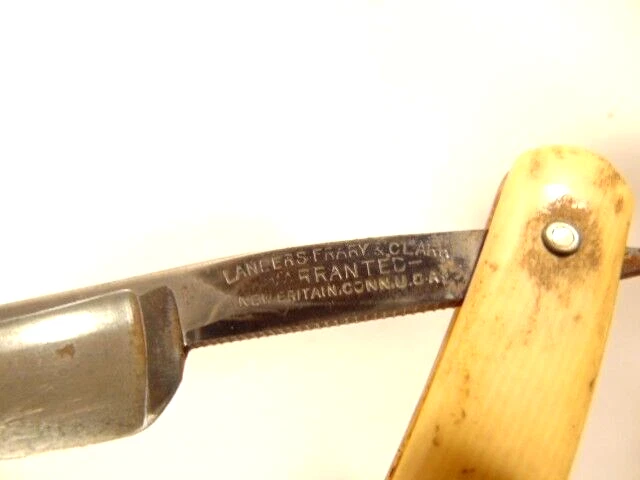 LANDERS FRARY & CLARK
WARRANTED
NEW BRITAIN, CONN. U.S.A.